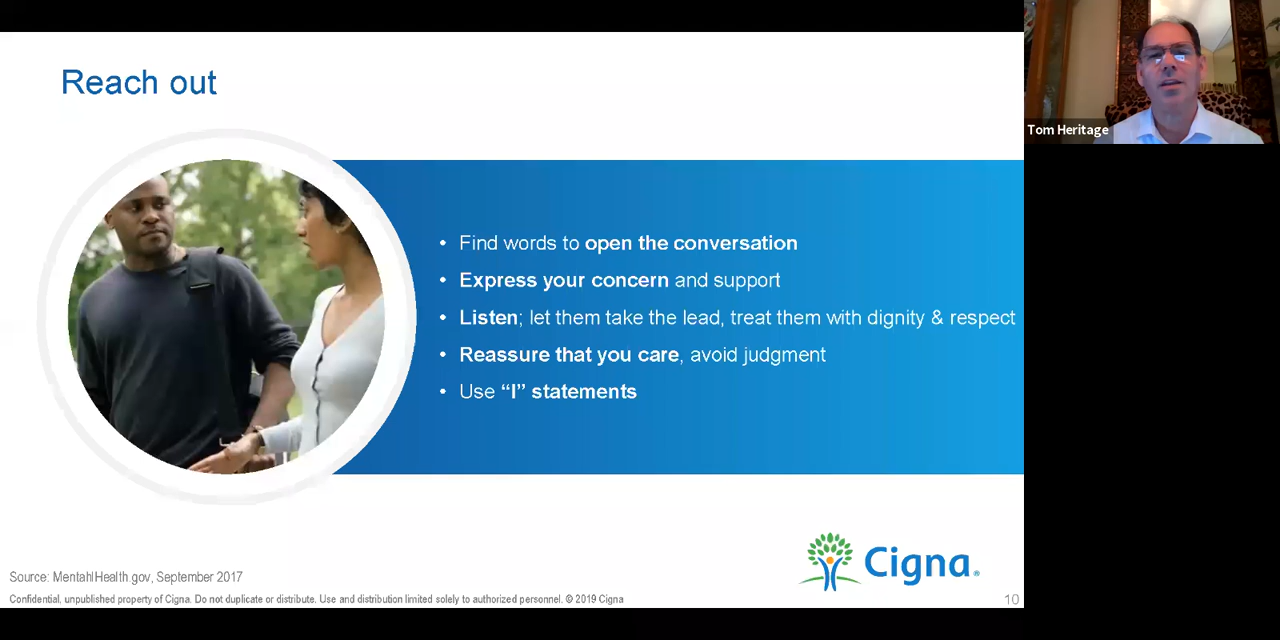 Reach out
Tom Heritage
• Find words to open the conversation
• Express your concern and support
• Listen; let them take the lead, treat them with dignity & respect
• Reassure that you care, avoid judgment
• Use “I” statements
Cigna®
Source: MentahlHealth.gov, September 2017
Confidential, unpublished property of Cigna. Do not duplicate or distribute. Use and distribution limited solely to authorized personnel. © 2019 Cigna
10